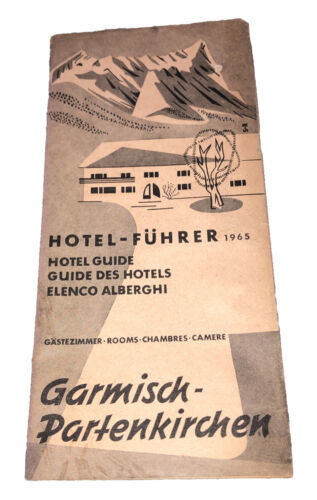 HOTEL-FÜHRER 1965
HOTEL GUIDE
GUIDE DES HOTELS
ELENCO ALBERGHI
GÄSTEZIMMER·ROOMS·CHAMBRES·CAMERE
Garmisch-
Partenkirchen